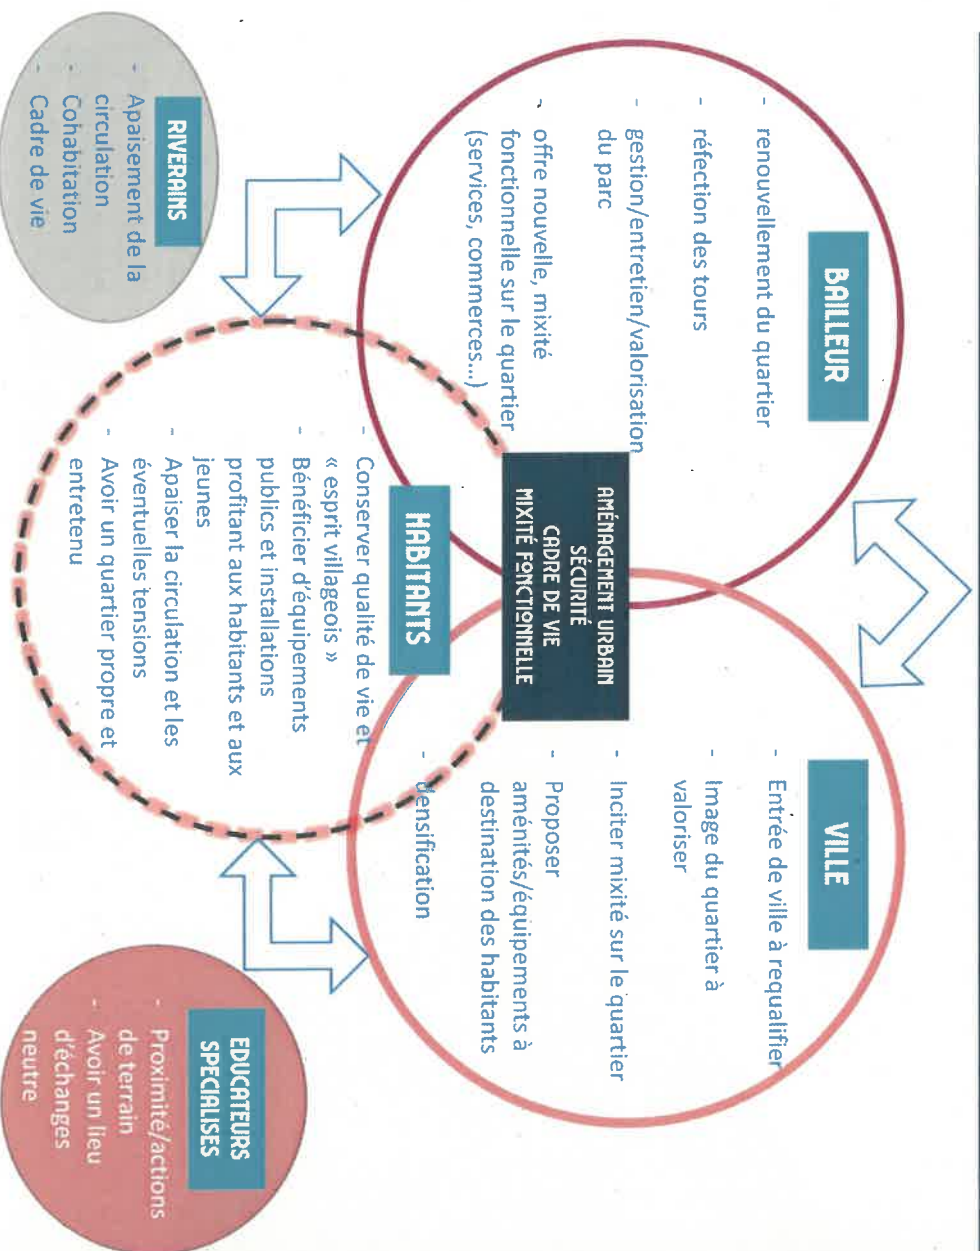 BAILLEUR
- renouvellement du quartier
- réfection des tours
- gestion/entretien/valorisation
du parc
- offre nouvelle, mixité
fonctionnelle sur le quartier
(services, commerces...)
VILLE
- Entrée de ville à requalifier
- Image du quartier à
valoriser
- Inciter mixité sur le quartier
- Proposer
aménités/équipements à
destination des habitants
- densification
AMÉNAGEMENT URBAIN
SÉCURITÉ
CADRE DE VIE
MIXITÉ FONCTIONNELLE
HABITANTS
- Conserver qualité de vie et
« esprit villageois »
- Bénéficier d'équipements
publics et installations
profitant aux habitants et aux
jeunes
- Apaiser la circulation et les
éventuelles tensions
- Avoir un quartier propre et
entretenu
RIVERAINS
- Apaisement de la
circulation
- Cohabitation
- Cadre de vie
EDUCATEURS
SPECIALISES
- Proximité/actions
de terrain
- Avoir un lieu
d'échanges
neutre